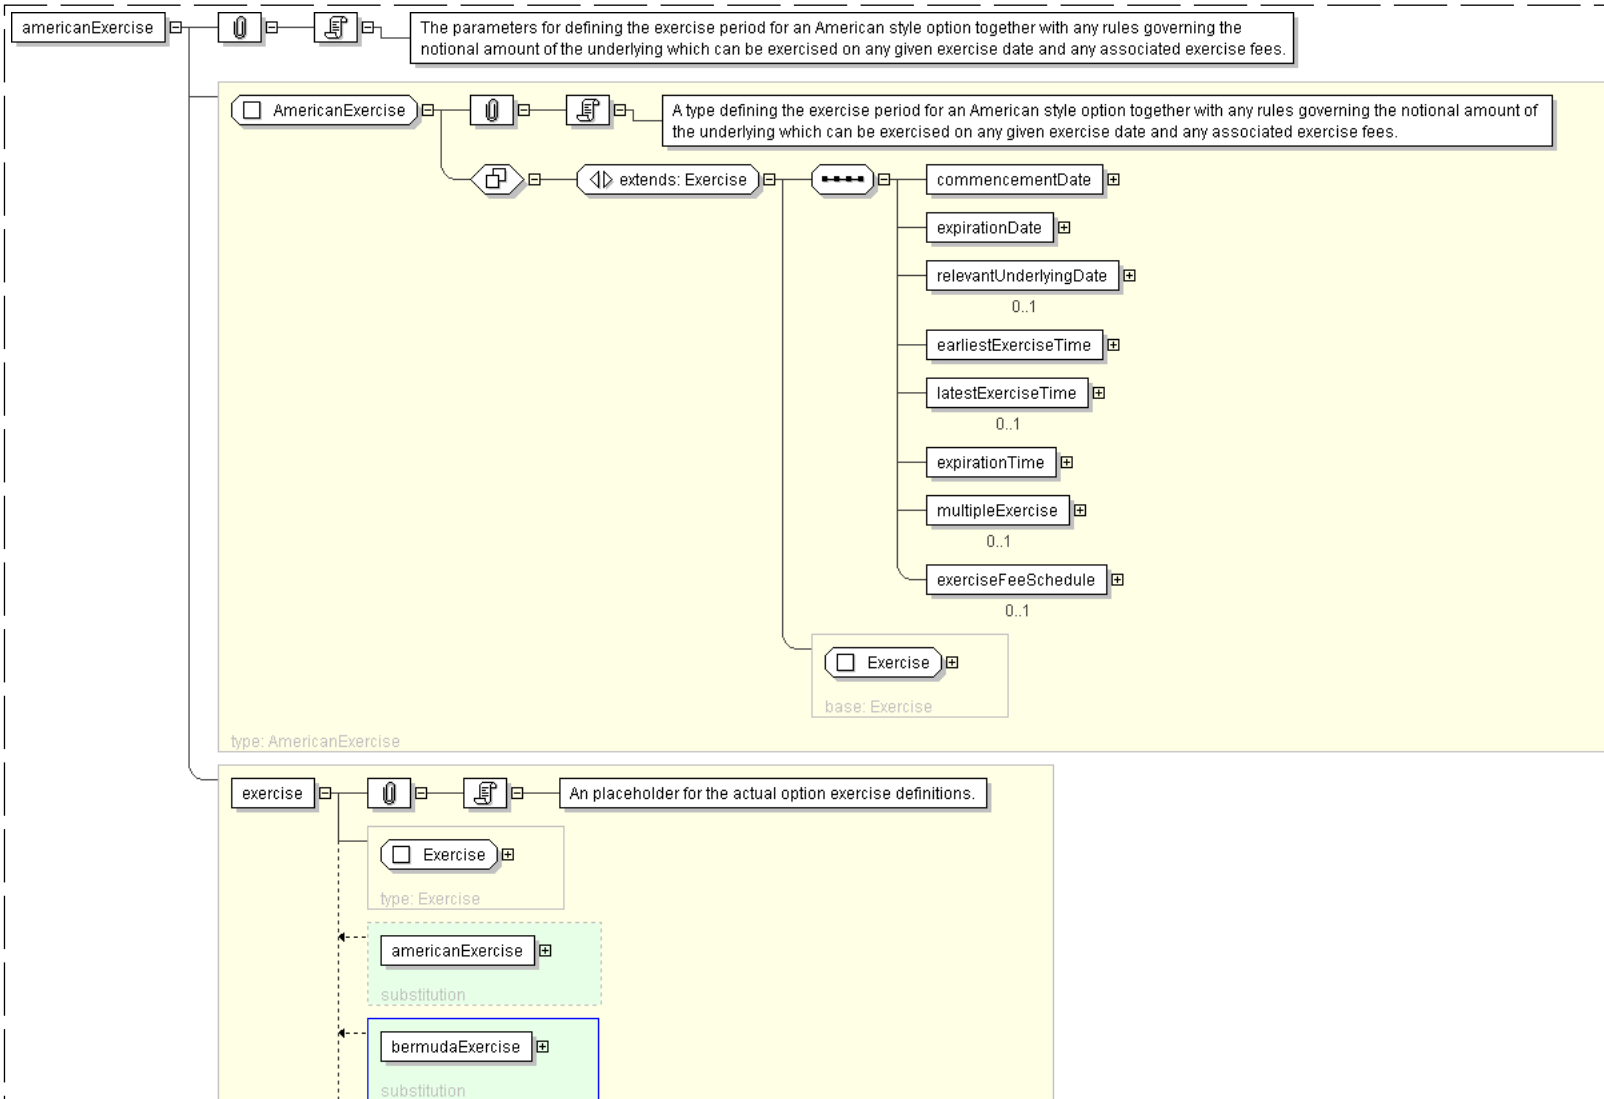 americanExercise
The parameters for defining the exercise period for an American style option together with any rules governing the
notional amount of the underlying which can be exercised on any given exercise date and any associated exercise fees.
AmericanExercise
A type defining the exercise period for an American style option together with any rules governing the notional amount of
the underlying which can be exercised on any given exercise date and any associated exercise fees.
extends: Exercise
commencementDate
expirationDate
relevantUnderlyingDate
0..1
earliestExerciseTime
latestExerciseTime
0..1
expirationTime
multipleExercise
0..1
exerciseFeeSchedule
0..1
Exercise
base: Exercise
type: AmericanExercise
exercise
An placeholder for the actual option exercise definitions.
Exercise
type: Exercise
americanExercise
substitution
bermudaExercise
substitution